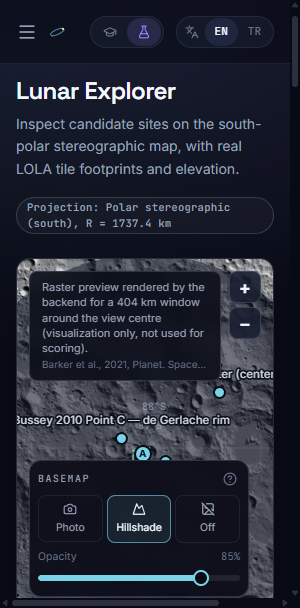 EN TR
Lunar Explorer
Inspect candidate sites on the south-
polar stereographic map, with real
LOLA tile footprints and elevation.
Projection: Polar stereographic
(south), R = 1737.4 km
Raster preview rendered by the
backend for a 404 km window
around the view centre
(visualization only, not used for
scoring).
Barker et al., 2021, Planet. Space…
+
−
er (center
88°S
Bussey 2010 Point C — de Gerlache rim
A
BASEMAP
?
Photo Hillshade Off
Opacity 85%